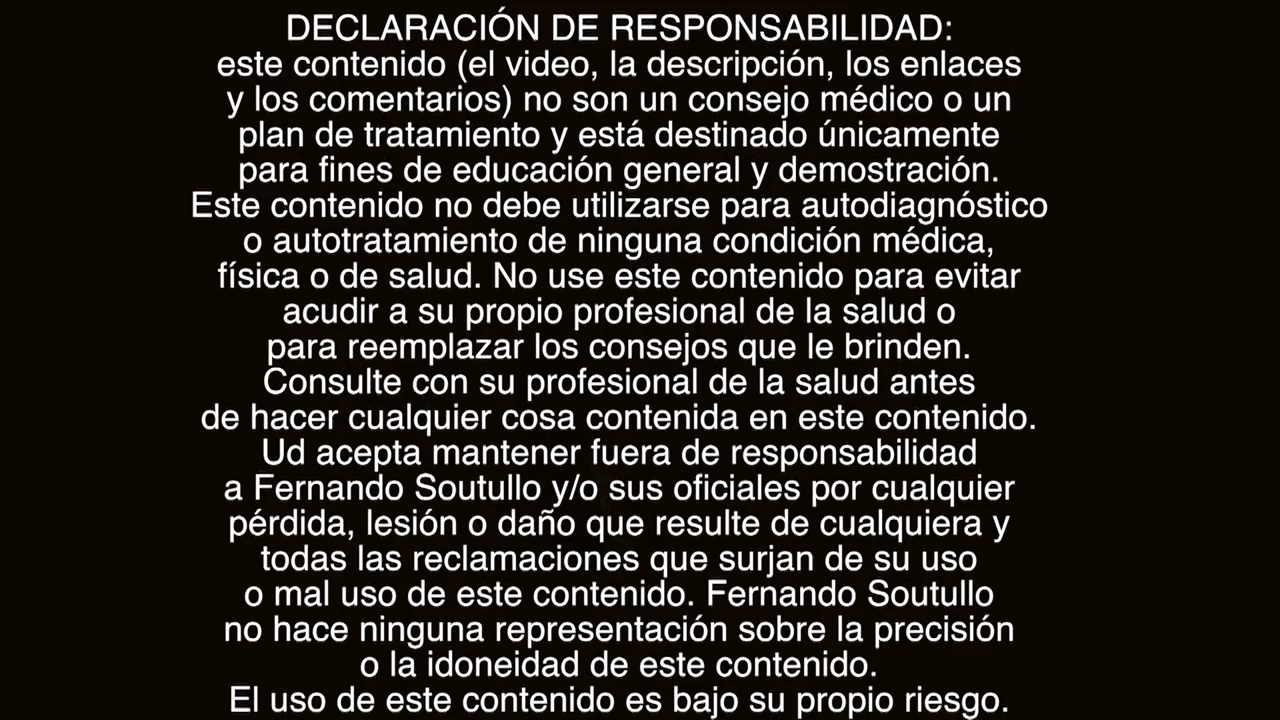 DECLARACIÓN DE RESPONSABILIDAD:
este contenido (el video, la descripción, los enlaces
y los comentarios) no son un consejo médico o un
plan de tratamiento y está destinado únicamente
para fines de educación general y demostración.
Este contenido no debe utilizarse para autodiagnóstico
o autotratamiento de ninguna condición médica,
física o de salud. No use este contenido para evitar
acudir a su propio profesional de la salud o
para reemplazar los consejos que le brinden.
Consulte con su profesional de la salud antes
de hacer cualquier cosa contenida en este contenido.
Ud acepta mantener fuera de responsabilidad
a Fernando Soutullo y/o sus oficiales por cualquier
pérdida, lesión o daño que resulte de cualquiera y
todas las reclamaciones que surjan de su uso
o mal uso de este contenido. Fernando Soutullo
no hace ninguna representación sobre la precisión
o la idoneidad de este contenido.
El uso de este contenido es bajo su propio riesgo.